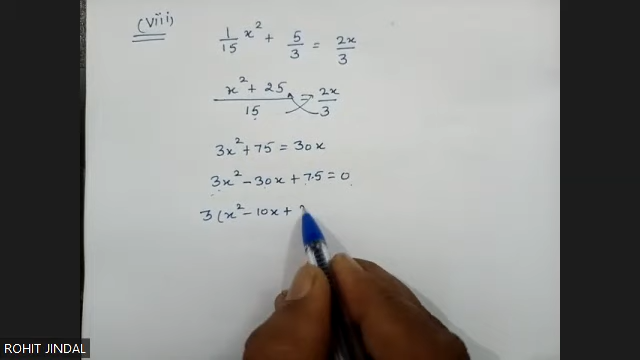 (viii)
1/15 x² + 5/3 = 2x/3
x² + 25 / 15 = 2x/3
3x² + 75 = 30x
3x² - 30x + 75 = 0
3(x² - 10x +
ROHIT JINDAL